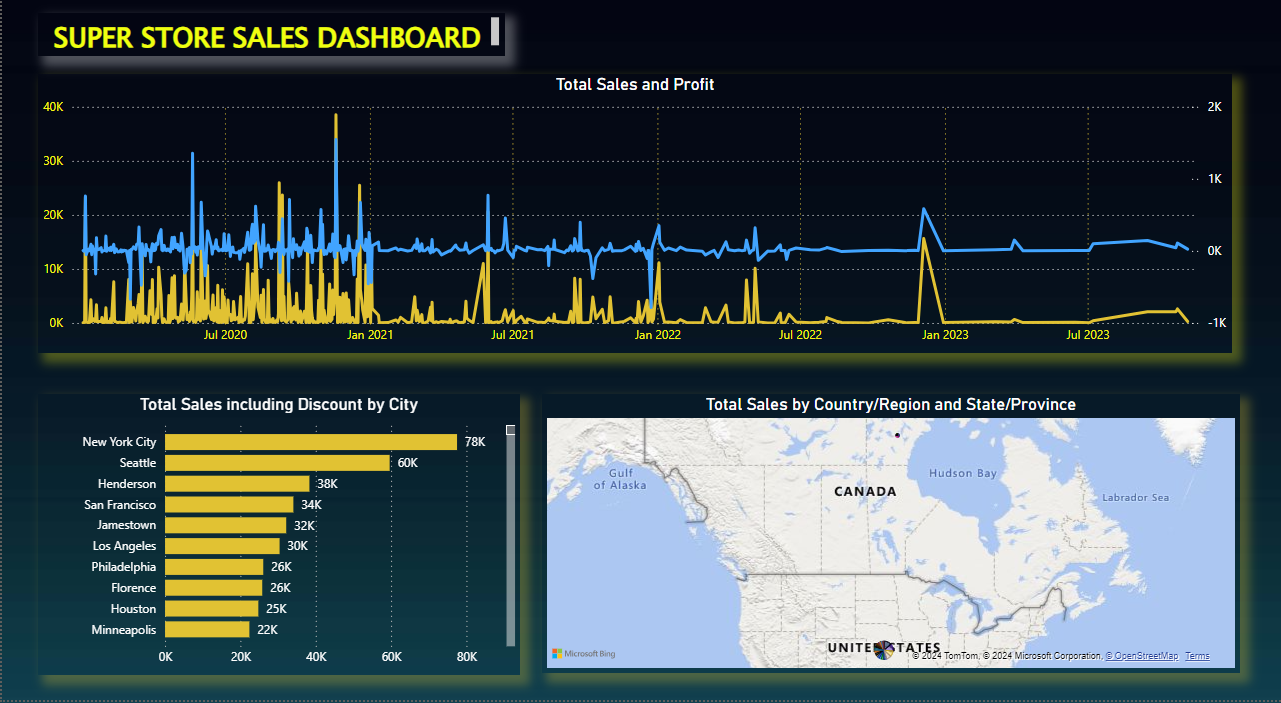 SUPER STORE SALES DASHBOARD
Total Sales and Profit
40K
30K
20K
10K
0K
2K
1K
0K
-1K
Jul 2020
Jan 2021
Jul 2021
Jan 2022
Jul 2022
Jan 2023
Jul 2023
Total Sales including Discount by City
New York City 78K
Seattle 60K
Henderson 38K
San Francisco 34K
Jamestown 32K
Los Angeles 30K
Philadelphia 26K
Florence 26K
Houston 25K
Minneapolis 22K
0K 20K 40K 60K 80K
Total Sales by Country/Region and State/Province
Gulf
of Alaska
CANADA
Hudson Bay
Labrador Sea
UNITED STATES
Microsoft Bing
© 2024 TomTom, © 2024 Microsoft Corporation, © OpenStreetMap Terms